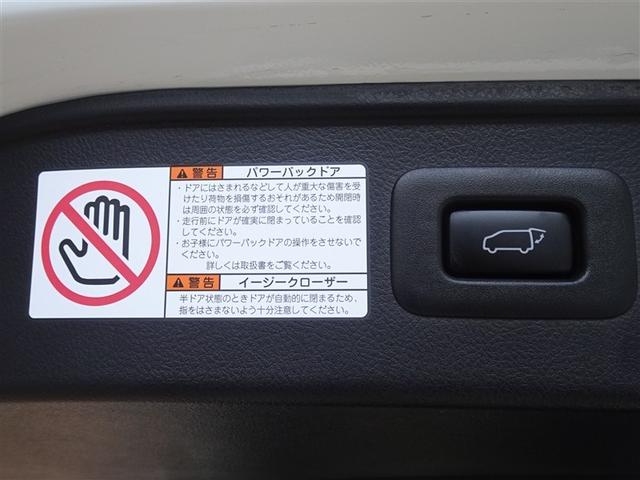 警告 パワーバックドア
・ドアにはさまれるなどして人が重大な傷害を受
けたり荷物を損傷するおそれがあるため開閉時
は周囲の状態を必ず確認してください。
・走行前にドアが確実に閉まっていることを確認
してください。
・お子様にパワーバックドアの操作をさせないで
ください。
詳しくは取扱書をご覧ください。
警告 イージークローザー
半ドア状態のときドアが自動的に閉まるため、
指をはさまないよう十分注意してください。